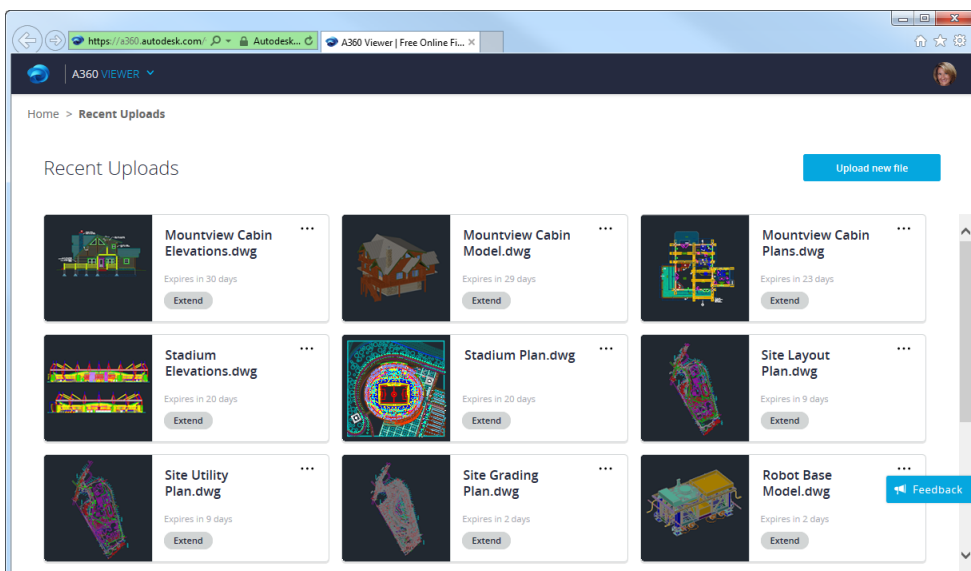 https://a360.autodesk.com/
Autodesk...
A360 Viewer | Free Online Fi...
A360 VIEWER
Home > Recent Uploads
Recent Uploads
Upload new file
Mountview Cabin
Elevations.dwg
...
Expires in 30 days
Extend
Mountview Cabin
Model.dwg
...
Expires in 29 days
Extend
Mountview Cabin
Plans.dwg
...
Expires in 23 days
Extend
Stadium
Elevations.dwg
...
Expires in 20 days
Extend
Stadium Plan.dwg
...
Expires in 20 days
Extend
Site Layout
Plan.dwg
...
Expires in 9 days
Extend
Site Utility
Plan.dwg
...
Expires in 9 days
Extend
Site Grading
Plan.dwg
...
Expires in 2 days
Extend
Robot Base
Model.dwg
...
Expires in 2 days
Extend
Feedback